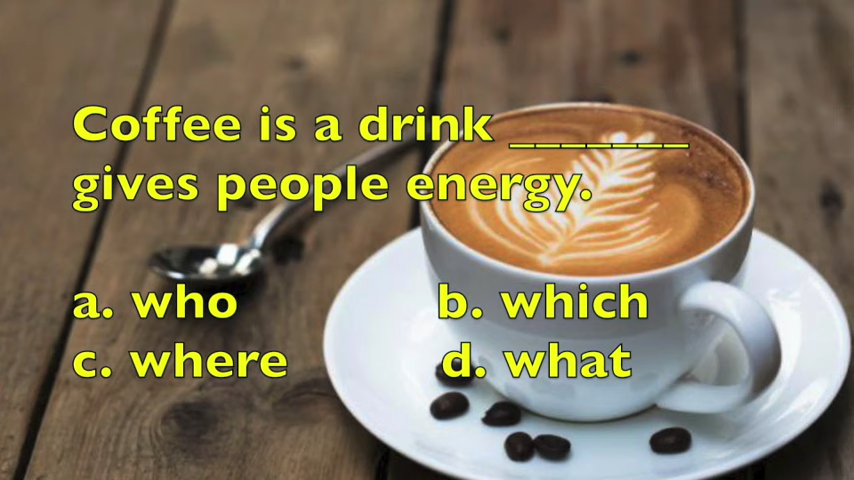 Coffee is a drink _______
gives people energy.
a. who b. which
c. where d. what